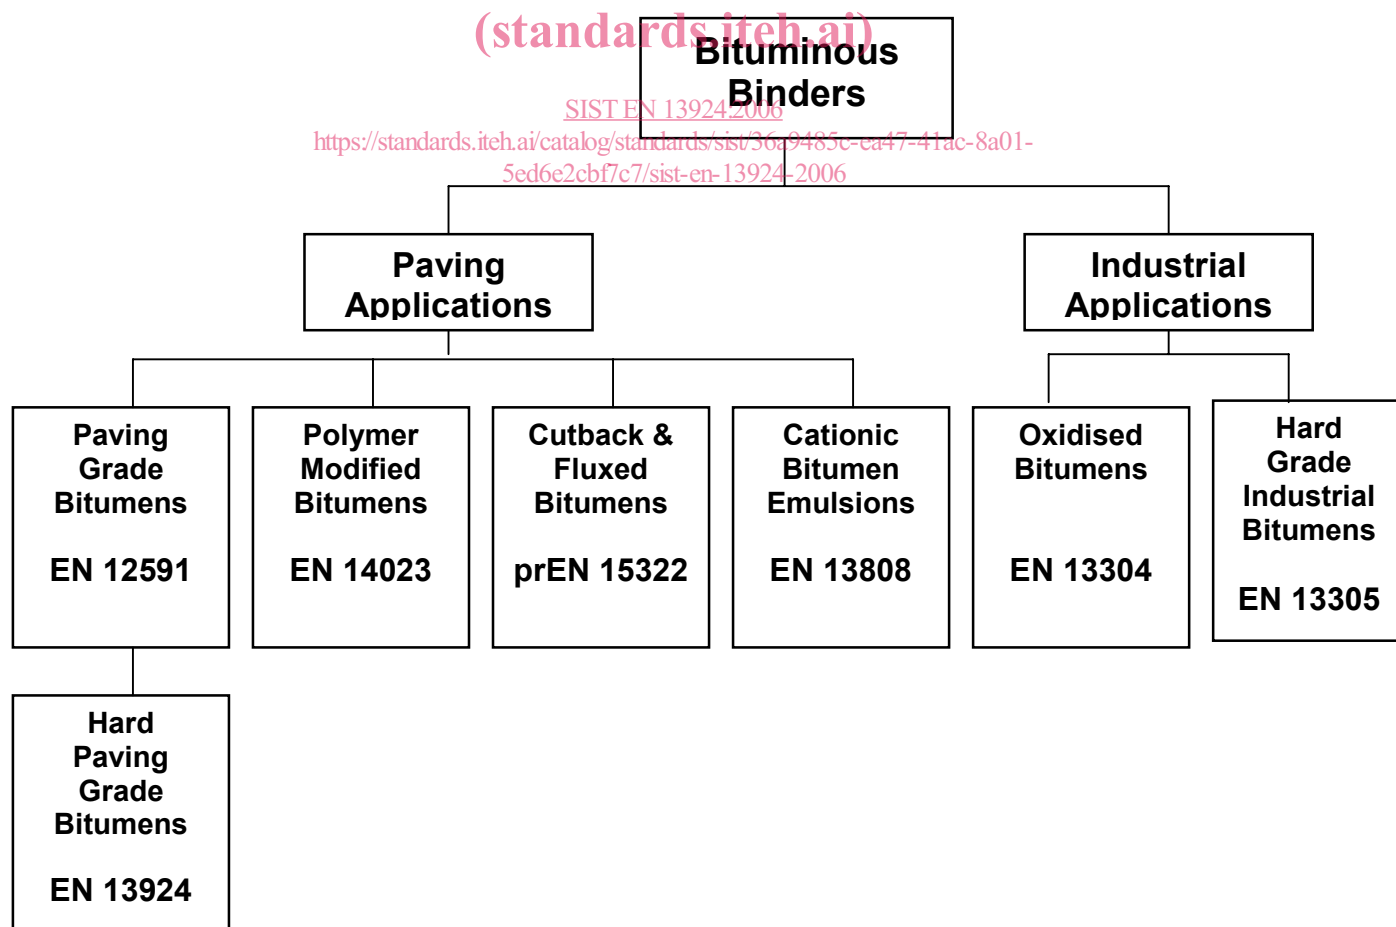 (standards.iteh.ai)
Bituminous
Binders
SIST EN 13924:2006
https://standards.iteh.ai/catalog/standards/sist/36a9485c-ea47-41ac-8a01-
5ed6e2cbf7c7/sist-en-13924-2006
Paving
Applications
Industrial
Applications
Paving
Grade
Bitumens
EN 12591
Polymer
Modified
Bitumens
EN 14023
Cutback &
Fluxed
Bitumens
prEN 15322
Cationic
Bitumen
Emulsions
EN 13808
Oxidised
Bitumens
EN 13304
Hard
Grade
Industrial
Bitumens
EN 13305
Hard
Paving
Grade
Bitumens
EN 13924